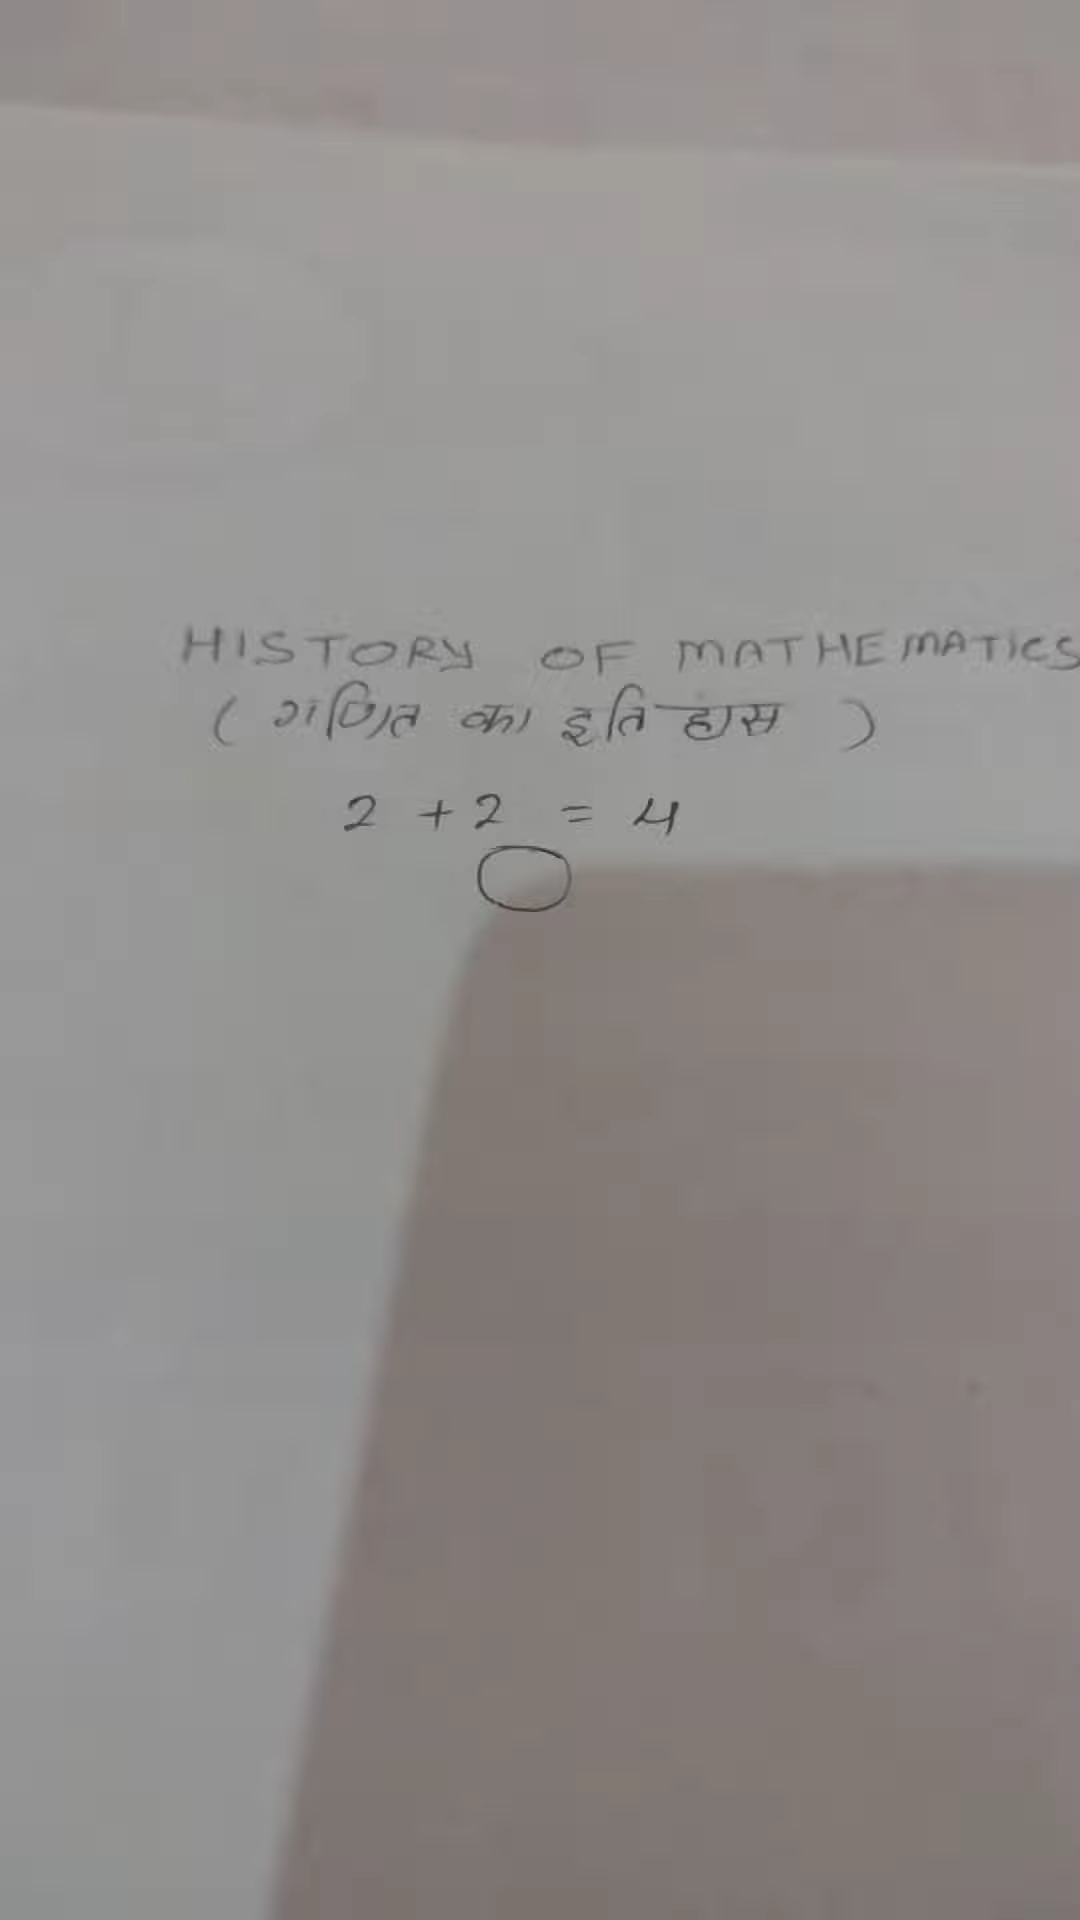 HISTORY OF MATHEMATICS
( गणित का इतिहास )
2 + 2 = 4